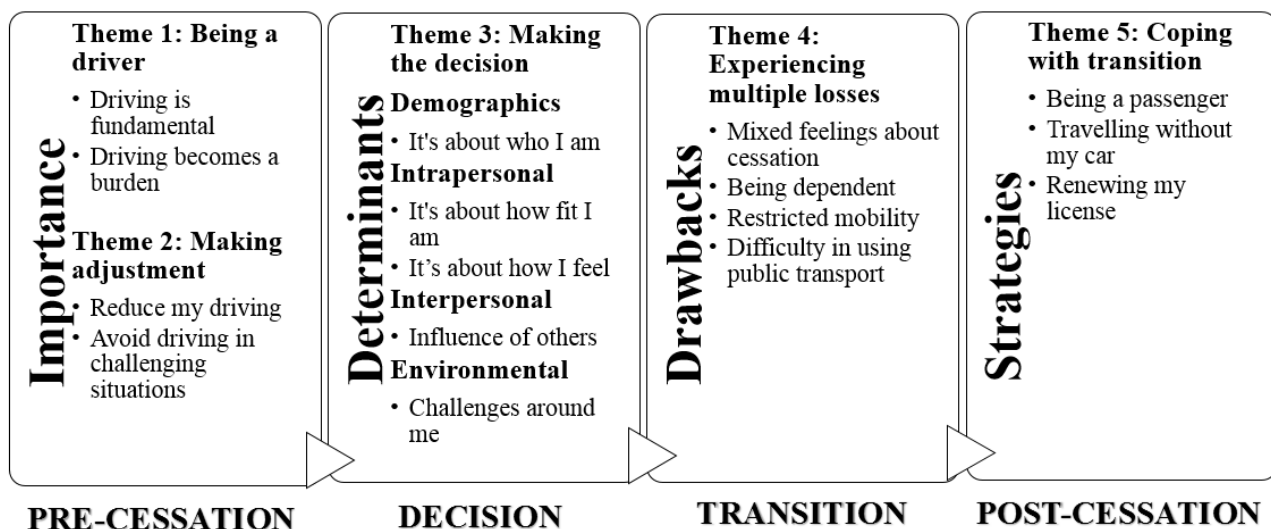 Importance
Theme 1: Being a
driver
• Driving is
fundamental
• Driving becomes a
burden
Theme 2: Making
adjustment
• Reduce my driving
• Avoid driving in
challenging
situations
PRE-CESSATION
Determinants
Theme 3: Making
the decision
Demographics
• It's about who I am
Intrapersonal
• It's about how fit I
am
• It’s about how I feel
Interpersonal
• Influence of others
Environmental
• Challenges around
me
DECISION
Drawbacks
Theme 4:
Experiencing
multiple losses
• Mixed feelings about
cessation
• Being dependent
• Restricted mobility
• Difficulty in using
public transport
TRANSITION
Strategies
Theme 5: Coping
with transition
• Being a passenger
• Travelling without
my car
• Renewing my
license
POST-CESSATION